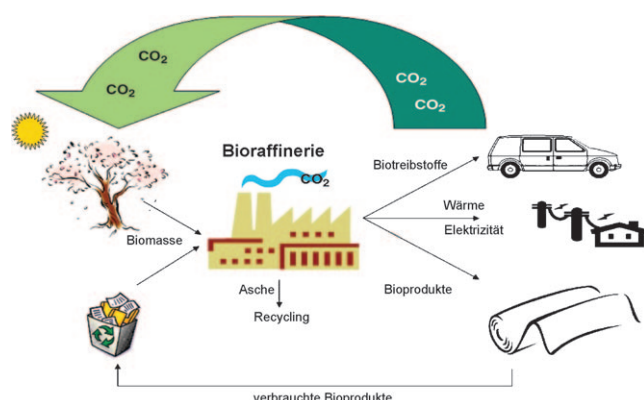 CO2
CO2
CO2
CO2
Bioraffinerie
CO2
Biotreibstoffe
Wärme
Elektrizität
Biomasse
Asche
Bioprodukte
Recycling
verbrauchte Bioprodukte